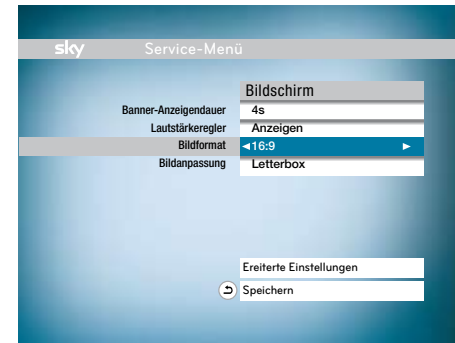 sky Service-Menü
Bildschirm
Banner-Anzeigendauer 4s
Lautstärkeregler Anzeigen
Bildformat ◄16:9 ►
Bildanpassung Letterbox
Ereiterte Einstellungen
Speichern